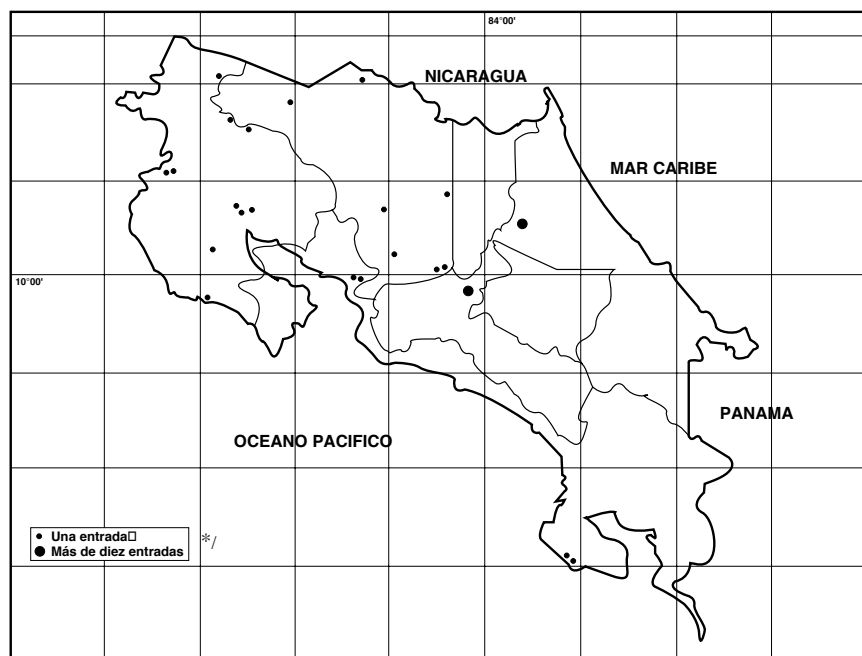 84°00'
NICARAGUA
MAR CARIBE
10°00'
PANAMA
OCEANO PACIFICO
Una entrada□
Más de diez entradas
*/